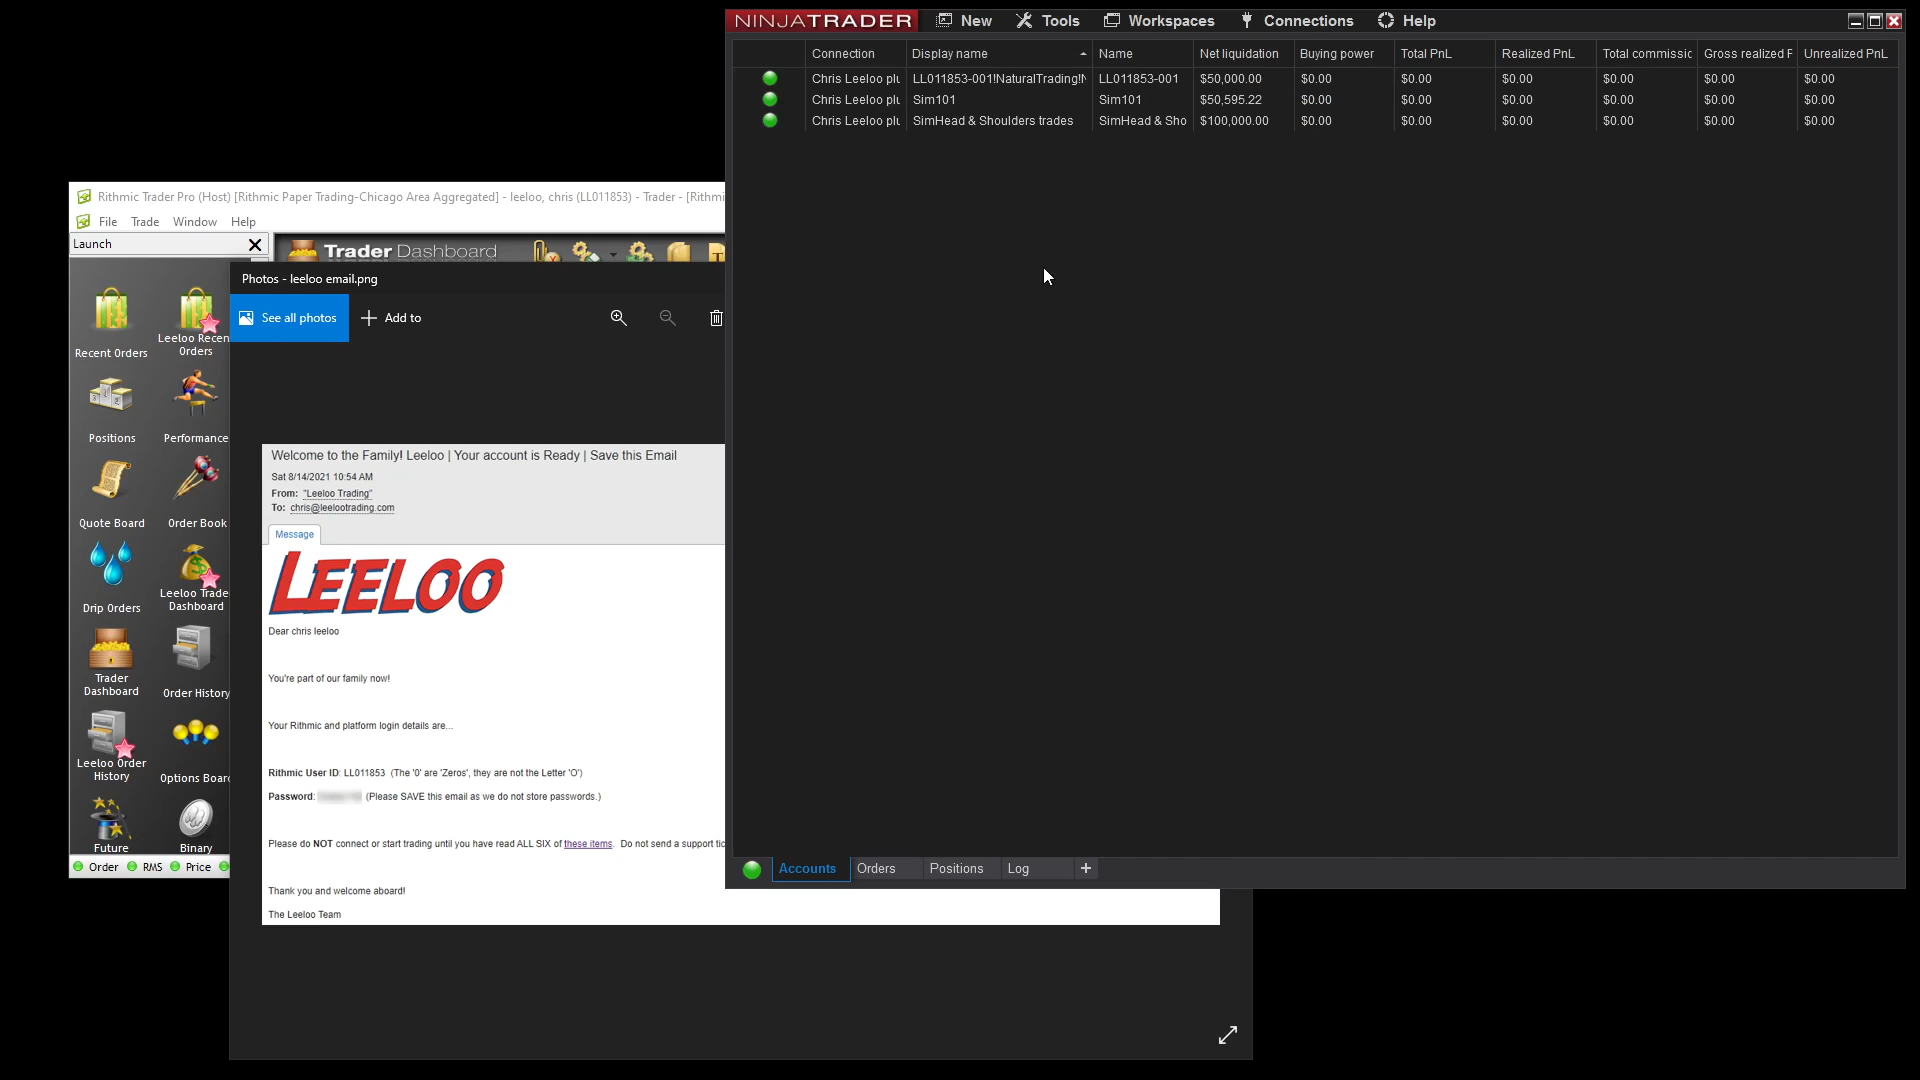 NINJATRADER New Tools Workspaces Connections Help
Connection Display name Name Net liquidation Buying power Total PnL Realized PnL Total commissic Gross realized F Unrealized PnL
Chris Leeloo plu LL011853-001!NaturalTrading!N LL011853-001 $50,000.00 $0.00 $0.00 $0.00 $0.00 $0.00 $0.00
Chris Leeloo plu Sim101 Sim101 $50,595.22 $0.00 $0.00 $0.00 $0.00 $0.00 $0.00
Chris Leeloo plu SimHead & Shoulders trades SimHead & Sho $100,000.00 $0.00 $0.00 $0.00 $0.00 $0.00 $0.00
Rithmic Trader Pro (Host) [Rithmic Paper Trading-Chicago Area Aggregated] - leeloo, chris (LL011853) - Trader - [Rithmi
File Trade Window Help
Launch
Trader Dashboard
Photos - leeloo email.png
See all photos Add to
Recent Orders
Leeloo Recen
Orders
Positions Performance
Quote Board Order Book
Drip Orders
Leeloo Trade
Dashboard
Trader
Dashboard
Order History
Leeloo Order
History
Options Boar
Future Binary
Order RMS Price
Welcome to the Family! Leeloo | Your account is Ready | Save this Email
Sat 8/14/2021 10:54 AM
From: "Leeloo Trading"
To: chris@leelootrading.com
Message
LEELOO
Dear chris leeloo
You're part of our family now!
Your Rithmic and platform login details are...
Rithmic User ID: LL011853 (The '0' are 'Zeros', they are not the Letter 'O')
Password: (Please SAVE this email as we do not store passwords.)
Please do NOT connect or start trading until you have read ALL SIX of these items. Do not send a support tic
Thank you and welcome aboard!
The Leeloo Team
Accounts Orders Positions Log +